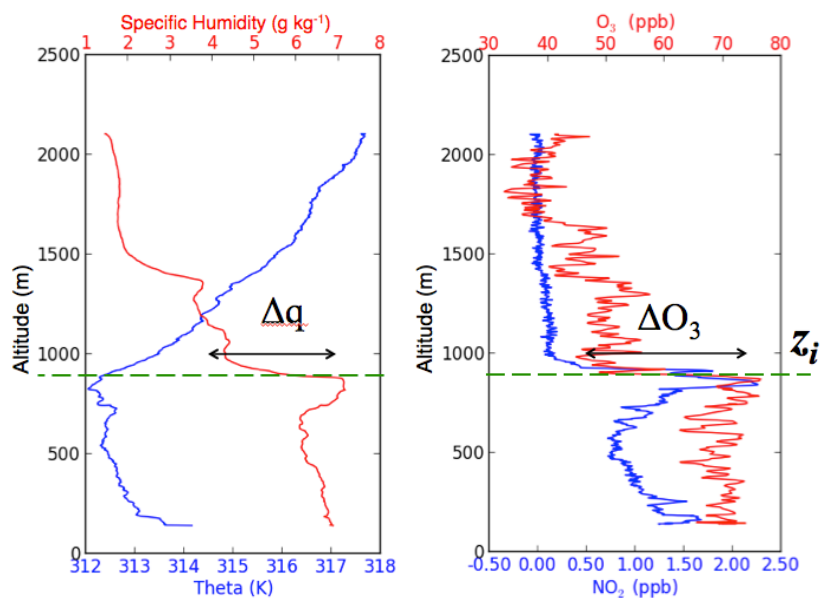 Specific Humidity (g kg⁻¹)
1 2 3 4 5 6 7 8
2500
2000
1500
1000
500
0
Altitude (m)
Δq
312 313 314 315 316 317 318
Theta (K)
O₃ (ppb)
30 40 50 60 70 80
2500
2000
1500
1000
500
0
Altitude (m)
ΔO₃
zᵢ
-0.50 0.00 0.50 1.00 1.50 2.00 2.50
NO₂ (ppb)